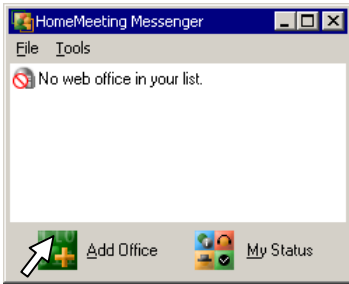 HomeMeeting Messenger
File Tools
No web office in your list.
Add Office My Status